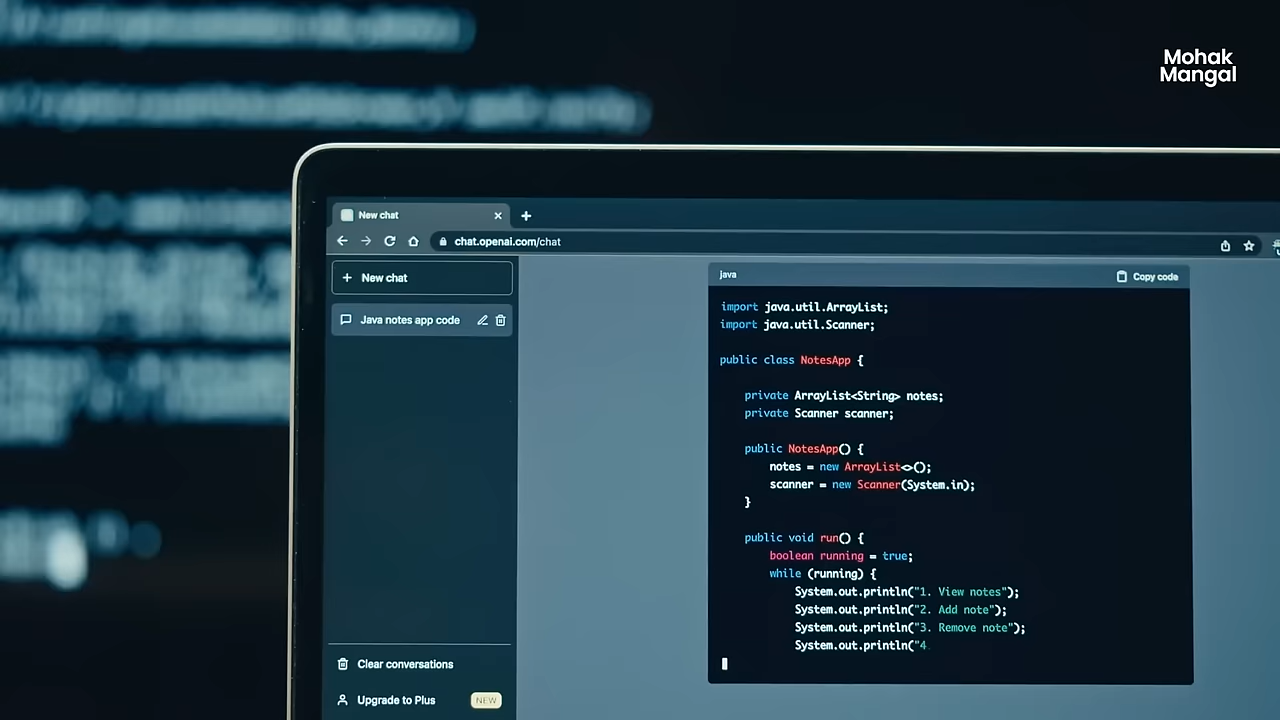 Mohak
Mangal
New chat
chat.openai.com/chat
New chat
Java notes app code
Clear conversations
Upgrade to Plus NEW
java Copy code
import java.util.ArrayList;
import java.util.Scanner;
public class NotesApp {
private ArrayList<String> notes;
private Scanner scanner;
public NotesApp() {
notes = new ArrayList<>();
scanner = new Scanner(System.in);
}
public void run() {
boolean running = true;
while (running) {
System.out.println("1. View notes");
System.out.println("2. Add note");
System.out.println("3. Remove note");
System.out.println("4.